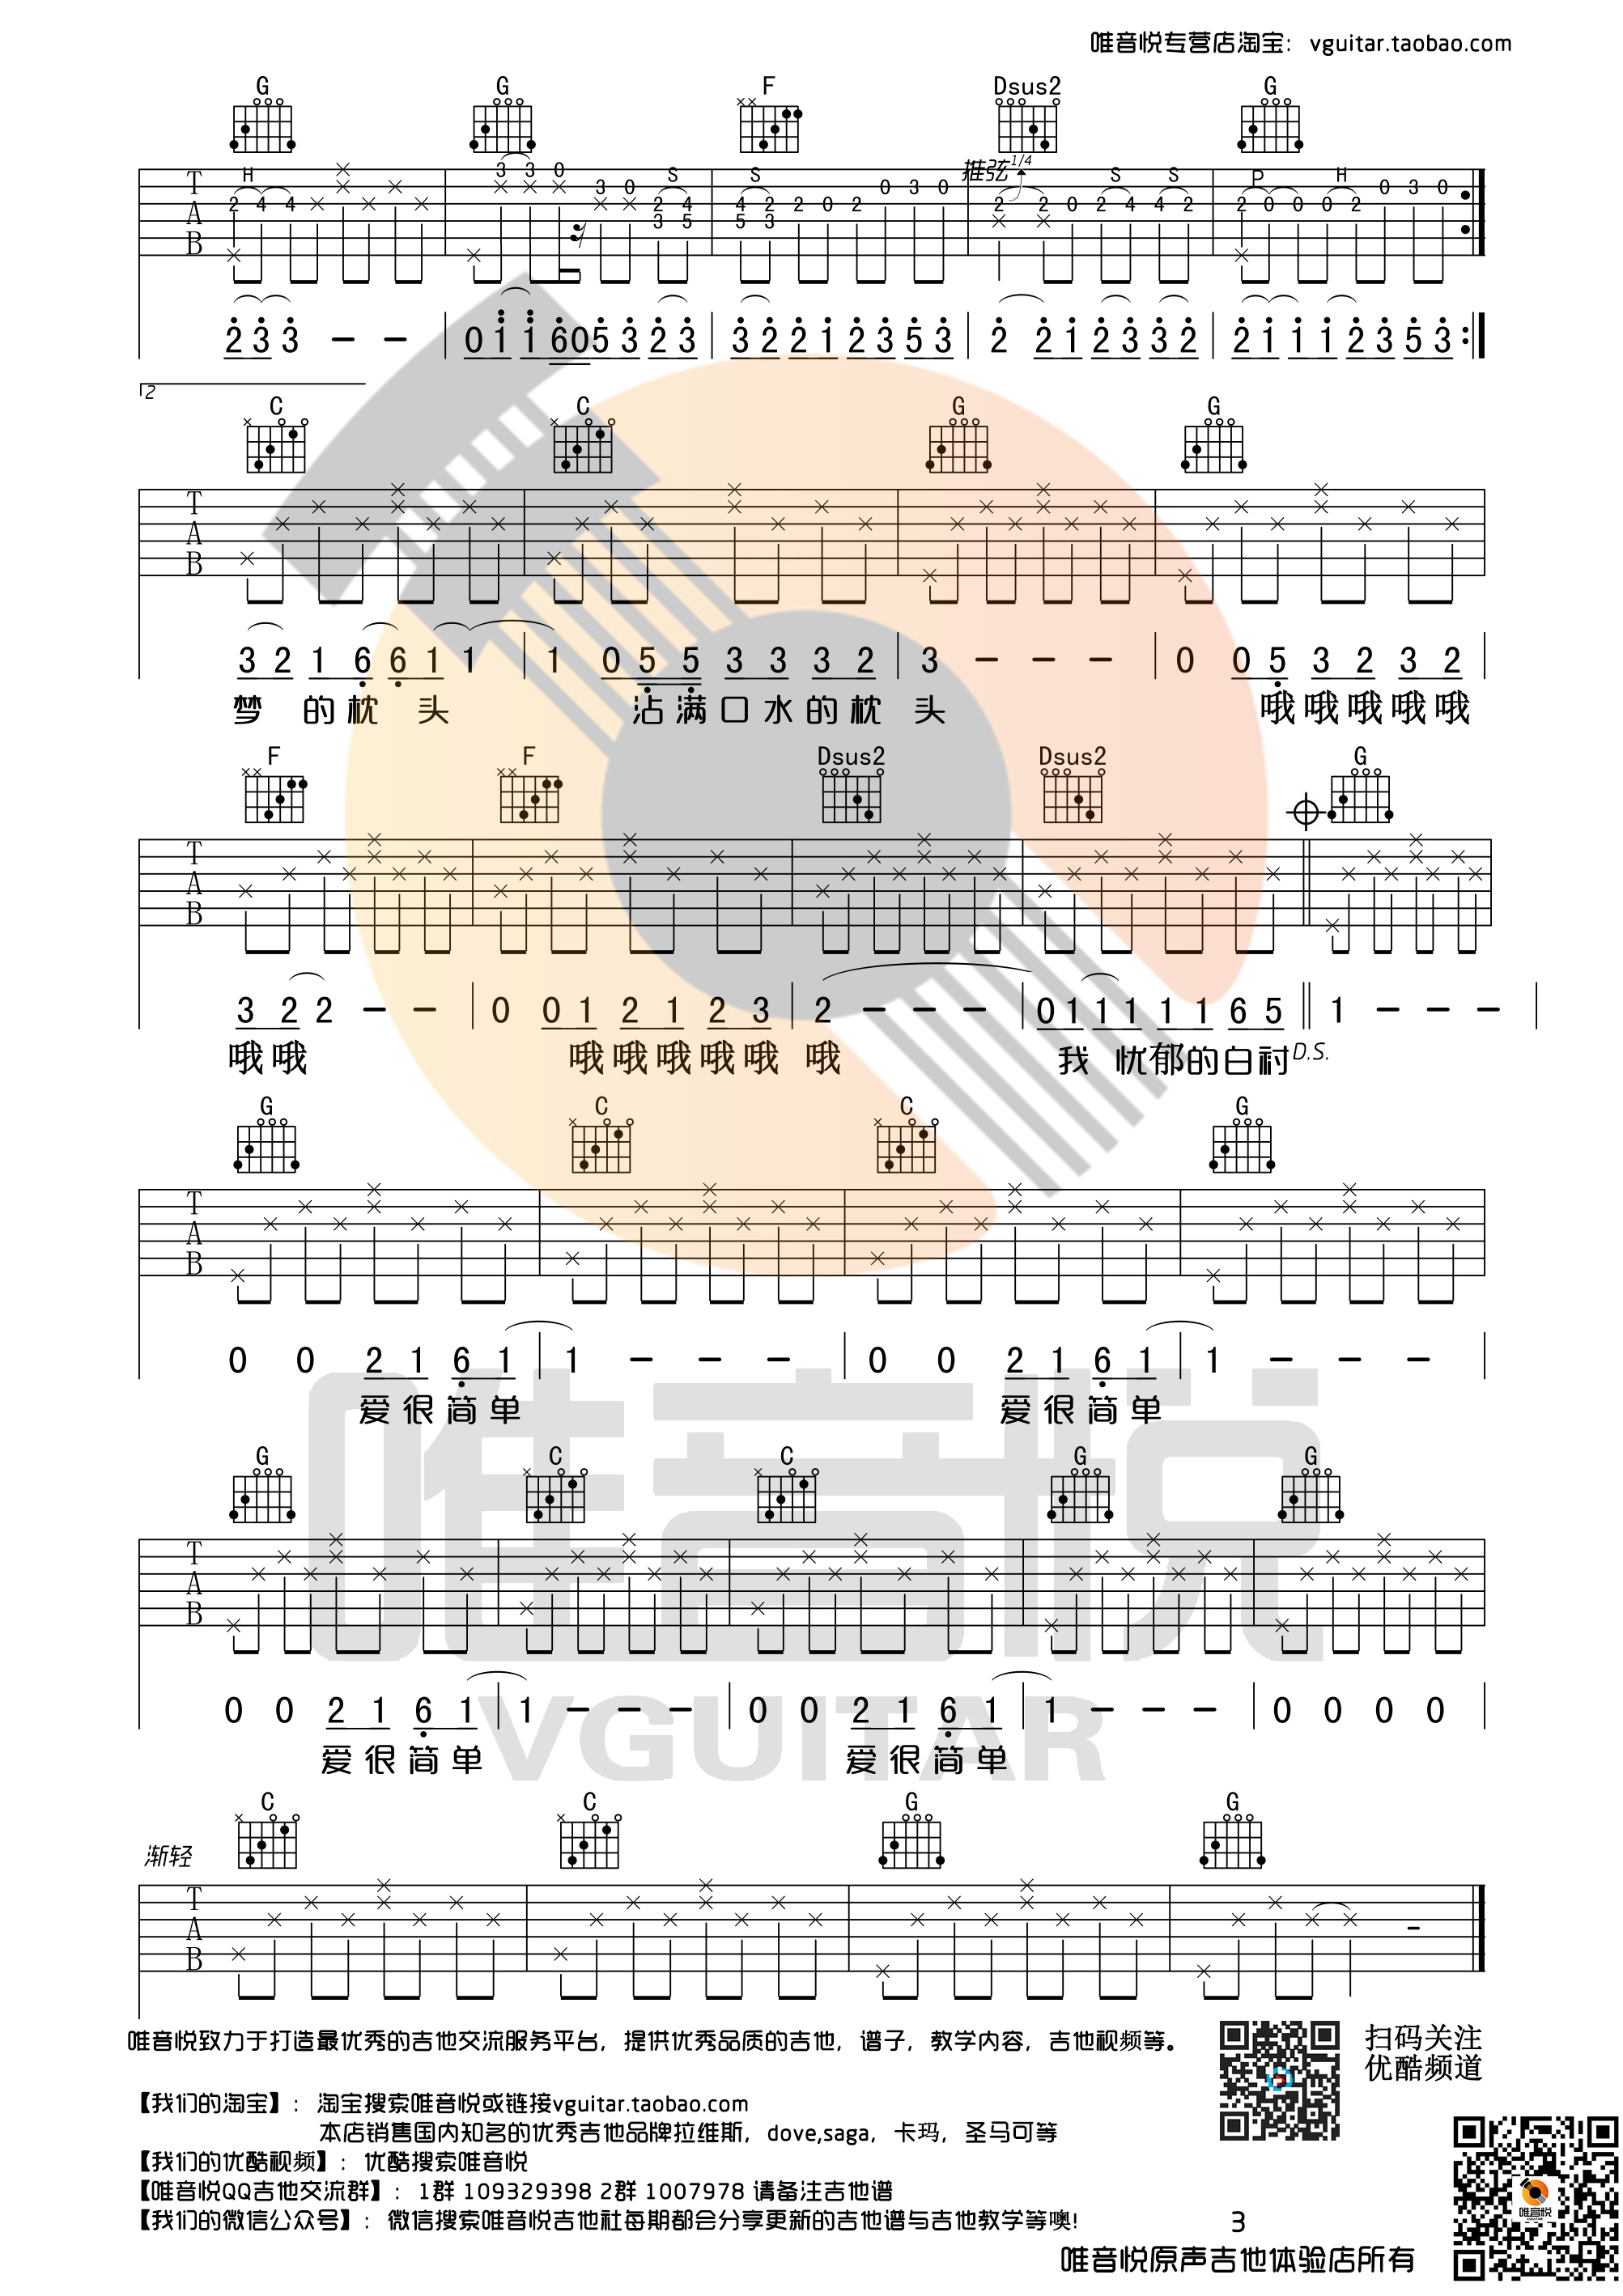 唯音悦专营店淘宝：vguitar.taobao.com
G G F Dsus2 G
推弦1/4
H S S S S P H
T 3 3 0 3 0 0 3 0 0 3 0
A 2 4 4 2 4 4 2 2 0 2 2 2 0 2 4 4 2 2 0 0 0 2
3 5 5 3
B
2 3 3 – – 0 1 1 6 0 5 3 2 3 3 2 2 1 2 3 5 3 2 2 1 2 3 3 2 2 1 1 1 2 3 5 3
2
C C G G
T
A
B
3 2 1 6 6 1 1 1 0 5 5 3 3 3 2 3 – – – 0 0 5 3 2 3 2
梦 的枕 头 沾满口水的枕 头 哦哦哦哦哦
F F Dsus2 Dsus2 G
T
A
B
3 2 2 – – 0 0 1 2 1 2 3 2 – – – 0 1 1 1 1 1 6 5 1 – – –
哦哦 哦哦哦哦哦 哦 我 忧郁的白衬 D.S.
G C C G
T
A
B
0 0 2 1 6 1 1 – – – 0 0 2 1 6 1 1 – – –
爱很简单 爱很简单
G C C G G
T
A
B
0 0 2 1 6 1 1 – – – 0 0 2 1 6 1 1 – – – 0 0 0 0
爱很简单 爱很简单
唯音悦
VGUITAR
C C G G
渐轻
T
A
B
唯音悦致力于打造最优秀的吉他交流服务平台，提供优秀品质的吉他，谱子，教学内容，吉他视频等。
扫码关注
优酷频道
【我们的淘宝】：淘宝搜索唯音悦或链接vguitar.taobao.com
本店销售国内知名的优秀吉他品牌拉维斯，dove,saga，卡玛，圣马可等
【我们的优酷视频】：优酷搜索唯音悦
【唯音悦QQ吉他交流群】：1群 109329398 2群 1007978 请备注吉他谱
【我们的微信公众号】：微信搜索唯音悦吉他社每期都会分享更新的吉他谱与吉他教学等噢!
3
唯音悦原声吉他体验店所有
唯音悦